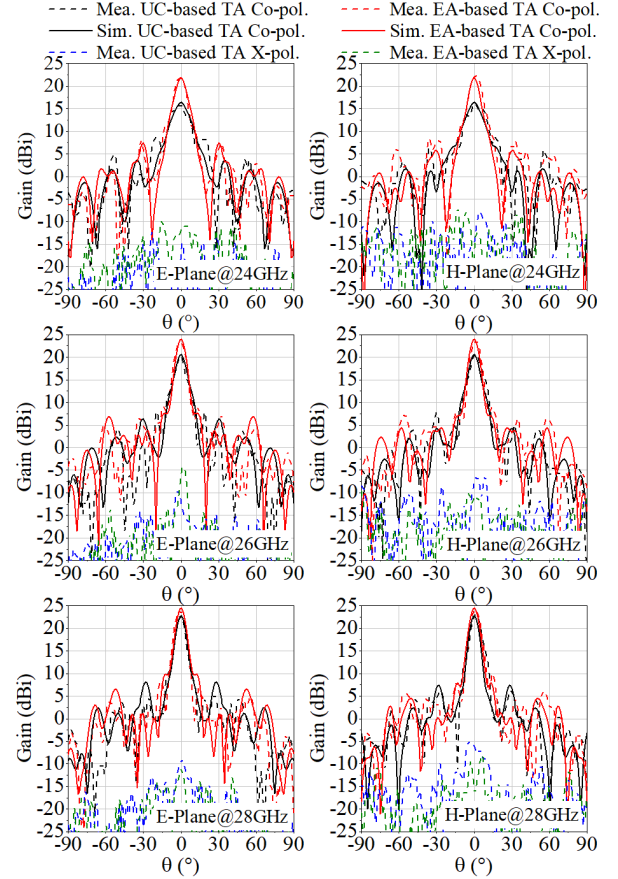 Mea. UC-based TA Co-pol. Mea. EA-based TA Co-pol.
Sim. UC-based TA Co-pol. Sim. EA-based TA Co-pol.
Mea. UC-based TA X-pol. Mea. EA-based TA X-pol.
25
20
15
10
5
0
-5
-10
-15
-20
-25
Gain (dBi)
E-Plane@24GHz
-90 -60 -30 0 30 60 90
θ (°)
25
20
15
10
5
0
-5
-10
-15
-20
-25
Gain (dBi)
H-Plane@24GHz
-90 -60 -30 0 30 60 90
θ (°)
25
20
15
10
5
0
-5
-10
-15
-20
-25
Gain (dBi)
E-Plane@26GHz
-90 -60 -30 0 30 60 90
θ (°)
25
20
15
10
5
0
-5
-10
-15
-20
-25
Gain (dBi)
H-Plane@26GHz
-90 -60 -30 0 30 60 90
θ (°)
25
20
15
10
5
0
-5
-10
-15
-20
-25
Gain (dBi)
E-Plane@28GHz
-90 -60 -30 0 30 60 90
θ (°)
25
20
15
10
5
0
-5
-10
-15
-20
-25
Gain (dBi)
H-Plane@28GHz
-90 -60 -30 0 30 60 90
θ (°)